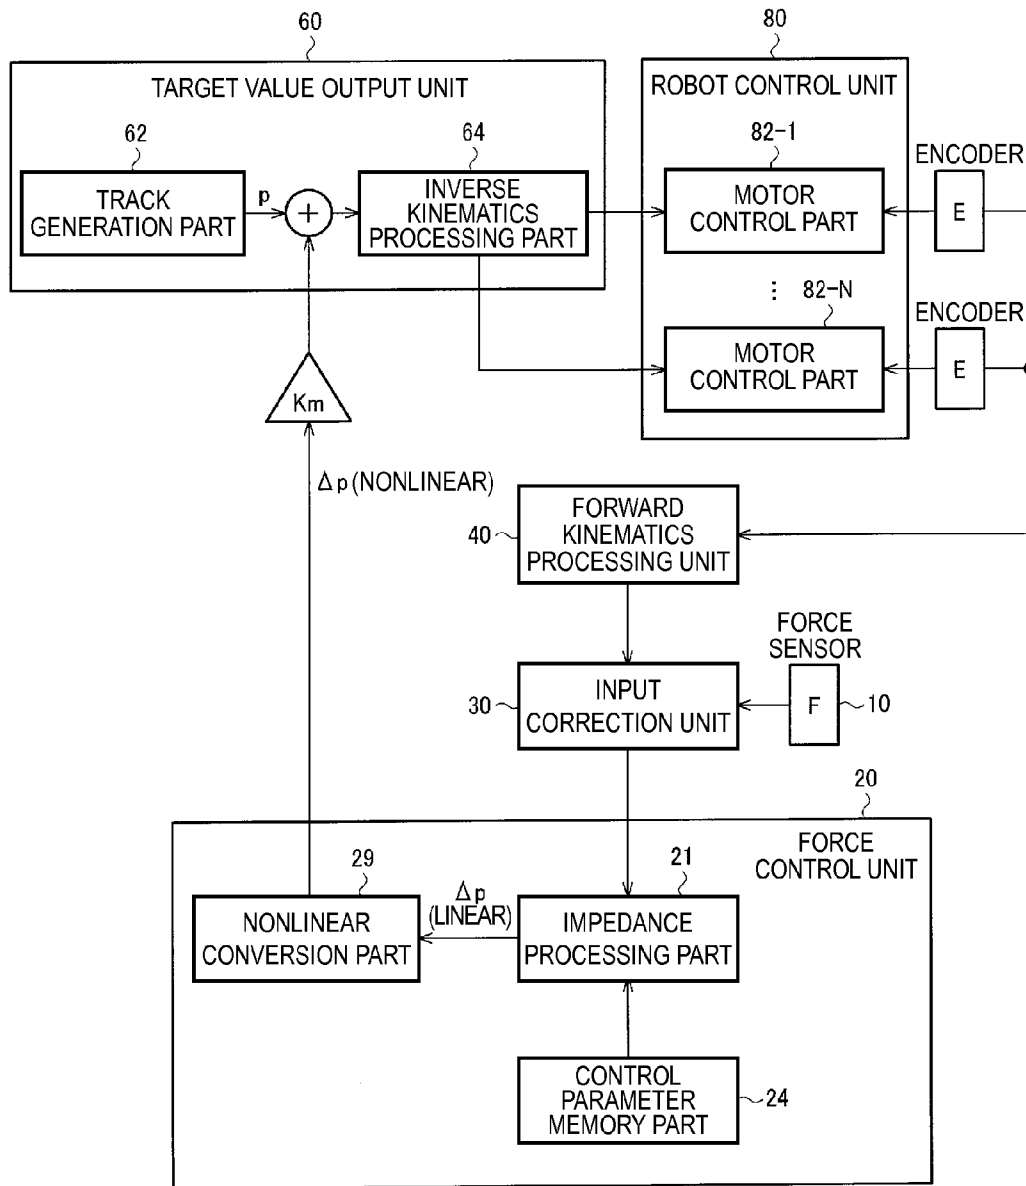 60
80
TARGET VALUE OUTPUT UNIT
ROBOT CONTROL UNIT
62
64
82-1
ENCODER
TRACK
GENERATION PART
p
+
INVERSE
KINEMATICS
PROCESSING PART
MOTOR
CONTROL PART
E
⋮
82-N
ENCODER
MOTOR
CONTROL PART
E
Km
Δp (NONLINEAR)
40
FORWARD
KINEMATICS
PROCESSING UNIT
FORCE
SENSOR
30
INPUT
CORRECTION UNIT
F
10
20
FORCE
CONTROL UNIT
29
21
Δp
(LINEAR)
NONLINEAR
CONVERSION PART
IMPEDANCE
PROCESSING PART
CONTROL
PARAMETER
MEMORY PART
24